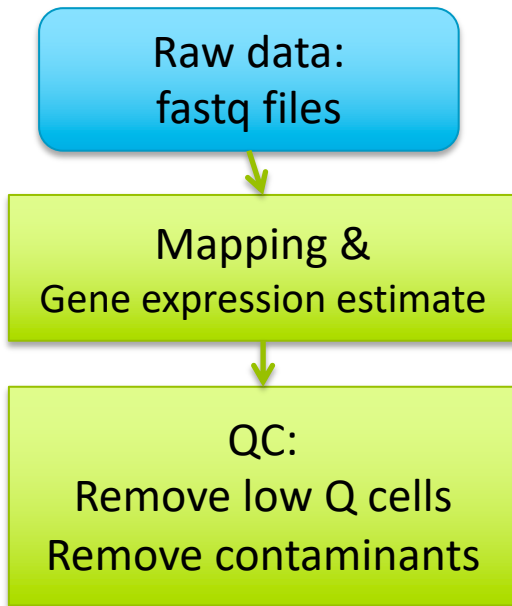 Raw data:
fastq files
Mapping &
Gene expression estimate
QC:
Remove low Q cells
Remove contaminants